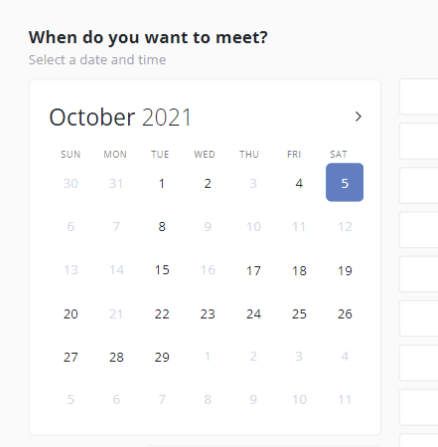 When do you want to meet?
Select a date and time
October 2021 >
SUN MON TUE WED THU FRI SAT
30 31 1 2 3 4 5
6 7 8 9 10 11 12
13 14 15 16 17 18 19
20 21 22 23 24 25 26
27 28 29 1 2 3 4
5 6 7 8 9 10 11